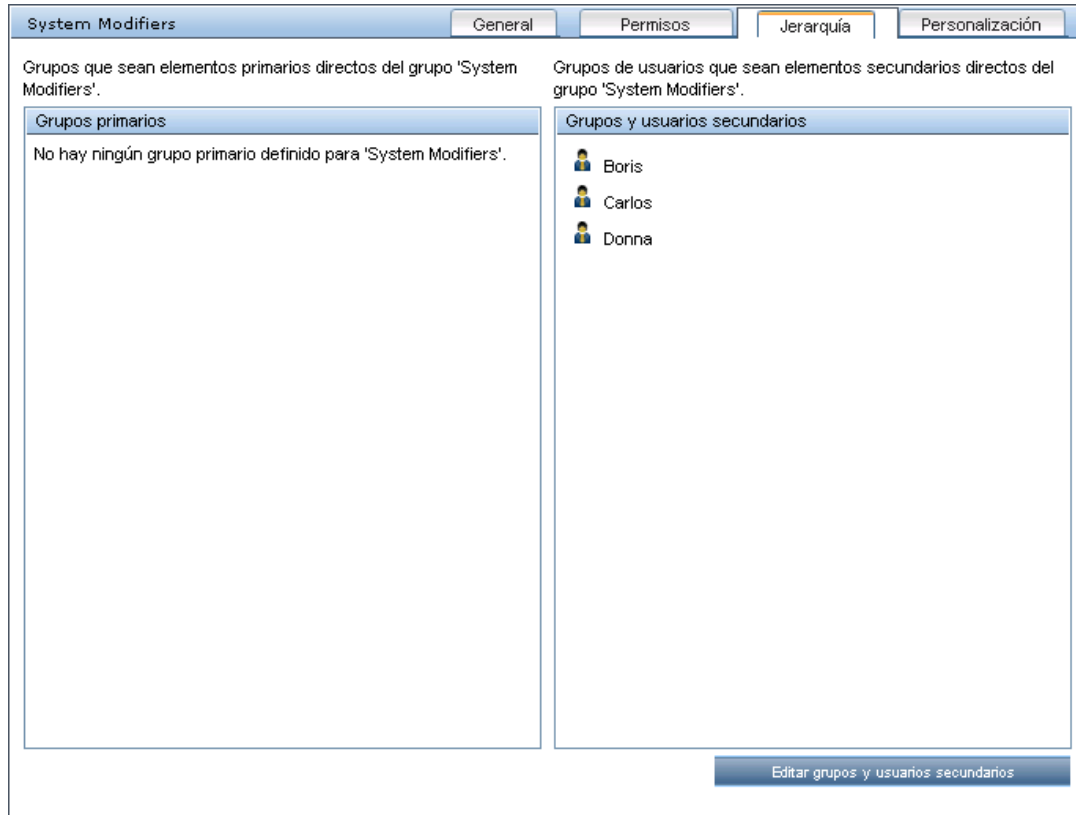 System Modifiers
General
Permisos
Jerarquía
Personalización
Grupos que sean elementos primarios directos del grupo 'System
Modifiers'.
Grupos de usuarios que sean elementos secundarios directos del
grupo 'System Modifiers'.
Grupos primarios
No hay ningún grupo primario definido para 'System Modifiers'.
Grupos y usuarios secundarios
Boris
Carlos
Donna
Editar grupos y usuarios secundarios